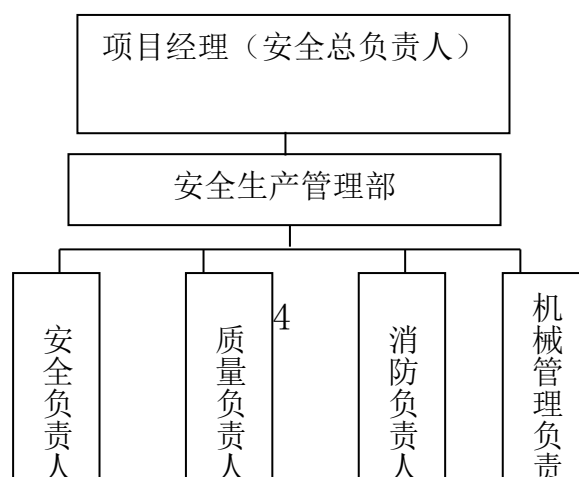 项目经理（安全总负责人）
安全生产管理部
安全负责人
质量负责人
4
消防负责人
机械管理负责